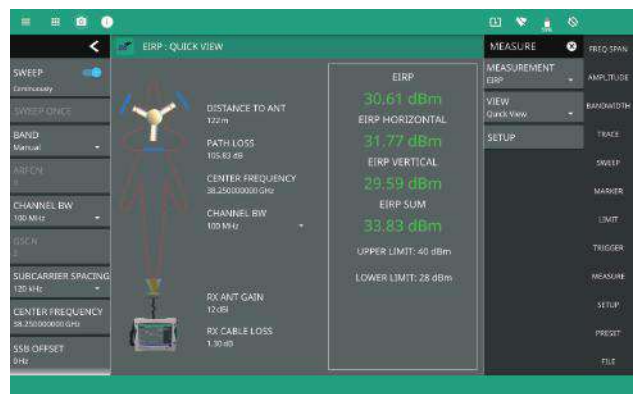 EIRP : QUICK VIEW
SWEEP
Continuously
SWEEP ONCE
BAND
Manual
ARFCN
CHANNEL BW
100 MHz
GSCN
SUBCARRIER SPACING
120 kHz
CENTER FREQUENCY
38.250000000 GHz
SSB OFFSET
0 Hz
DISTANCE TO ANT
122 m
PATH LOSS
105.83 dB
CENTER FREQUENCY
38.250000000 GHz
CHANNEL BW
100 MHz
RX ANT GAIN
12 dBi
RX CABLE LOSS
1.30 dB
EIRP
30.61 dBm
EIRP HORIZONTAL
31.77 dBm
EIRP VERTICAL
29.59 dBm
EIRP SUM
33.83 dBm
UPPER LIMIT: 40 dBm
LOWER LIMIT: 28 dBm
MEASURE
MEASUREMENT
EIRP
VIEW
Quick View
SETUP
FREQ SPAN
AMPLITUDE
BANDWIDTH
TRACE
SWEEP
MARKER
LIMIT
TRIGGER
MEASURE
SETUP
PRESET
FILE